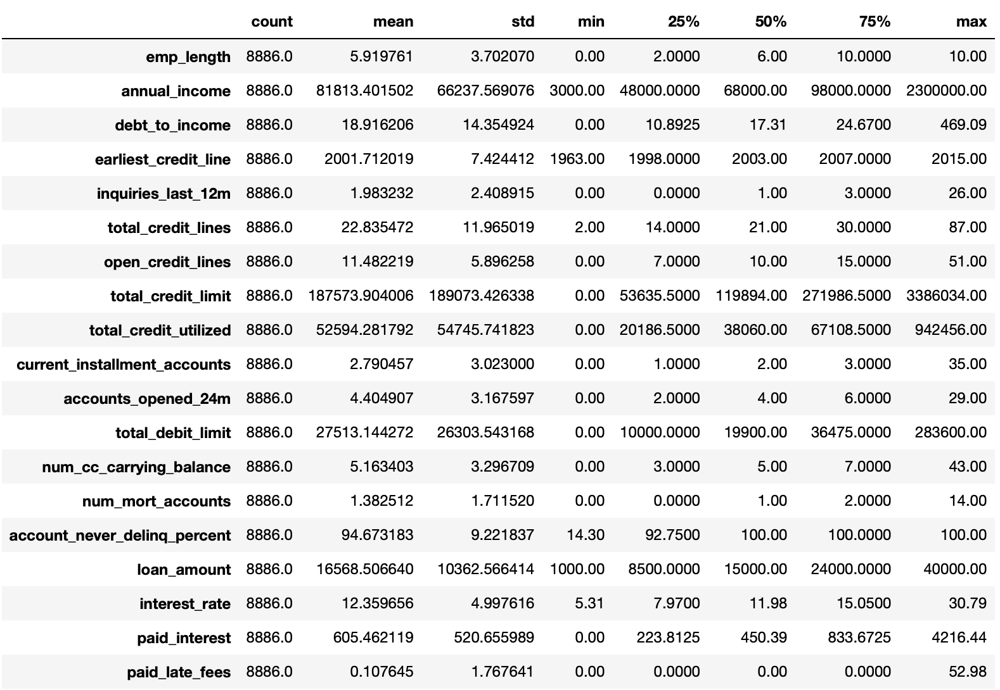 count mean std min 25% 50% 75% max
emp_length 8886.0 5.919761 3.702070 0.00 2.0000 6.00 10.0000 10.00
annual_income 8886.0 81813.401502 66237.569076 3000.00 48000.0000 68000.00 98000.0000 2300000.00
debt_to_income 8886.0 18.916206 14.354924 0.00 10.8925 17.31 24.6700 469.09
earliest_credit_line 8886.0 2001.712019 7.424412 1963.00 1998.0000 2003.00 2007.0000 2015.00
inquiries_last_12m 8886.0 1.983232 2.408915 0.00 0.0000 1.00 3.0000 26.00
total_credit_lines 8886.0 22.835472 11.965019 2.00 14.0000 21.00 30.0000 87.00
open_credit_lines 8886.0 11.482219 5.896258 0.00 7.0000 10.00 15.0000 51.00
total_credit_limit 8886.0 187573.904006 189073.426338 0.00 53635.5000 119894.00 271986.5000 3386034.00
total_credit_utilized 8886.0 52594.281792 54745.741823 0.00 20186.5000 38060.00 67108.5000 942456.00
current_installment_accounts 8886.0 2.790457 3.023000 0.00 1.0000 2.00 3.0000 35.00
accounts_opened_24m 8886.0 4.404907 3.167597 0.00 2.0000 4.00 6.0000 29.00
total_debit_limit 8886.0 27513.144272 26303.543168 0.00 10000.0000 19900.00 36475.0000 283600.00
num_cc_carrying_balance 8886.0 5.163403 3.296709 0.00 3.0000 5.00 7.0000 43.00
num_mort_accounts 8886.0 1.382512 1.711520 0.00 0.0000 1.00 2.0000 14.00
account_never_delinq_percent 8886.0 94.673183 9.221837 14.30 92.7500 100.00 100.0000 100.00
loan_amount 8886.0 16568.506640 10362.566414 1000.00 8500.0000 15000.00 24000.0000 40000.00
interest_rate 8886.0 12.359656 4.997616 5.31 7.9700 11.98 15.0500 30.79
paid_interest 8886.0 605.462119 520.655989 0.00 223.8125 450.39 833.6725 4216.44
paid_late_fees 8886.0 0.107645 1.767641 0.00 0.0000 0.00 0.0000 52.98